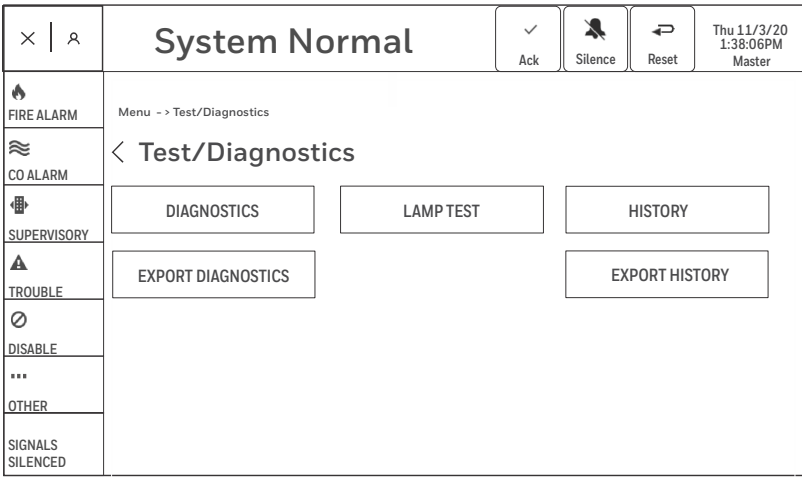 System Normal
Ack
Silence
Reset
Thu 11/3/20
1:38:06PM
Master
FIRE ALARM
CO ALARM
SUPERVISORY
TROUBLE
DISABLE
OTHER
SIGNALS
SILENCED
Menu -> Test/Diagnostics
Test/Diagnostics
DIAGNOSTICS
LAMP TEST
HISTORY
EXPORT DIAGNOSTICS
EXPORT HISTORY